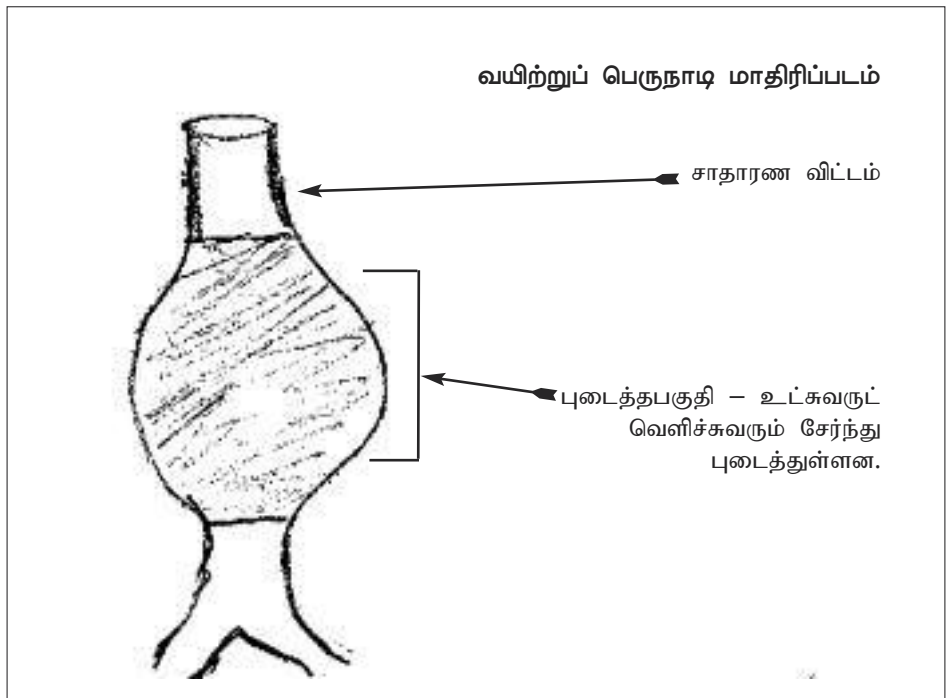 வயிற்றுப் பெருநாடி மாதிரிப்படம்
சாதாரண விட்டம்
புடைத்தபகுதி – உட்சுவருட்
வெளிச்சுவரும் சேர்ந்து
புடைத்துள்ளன.